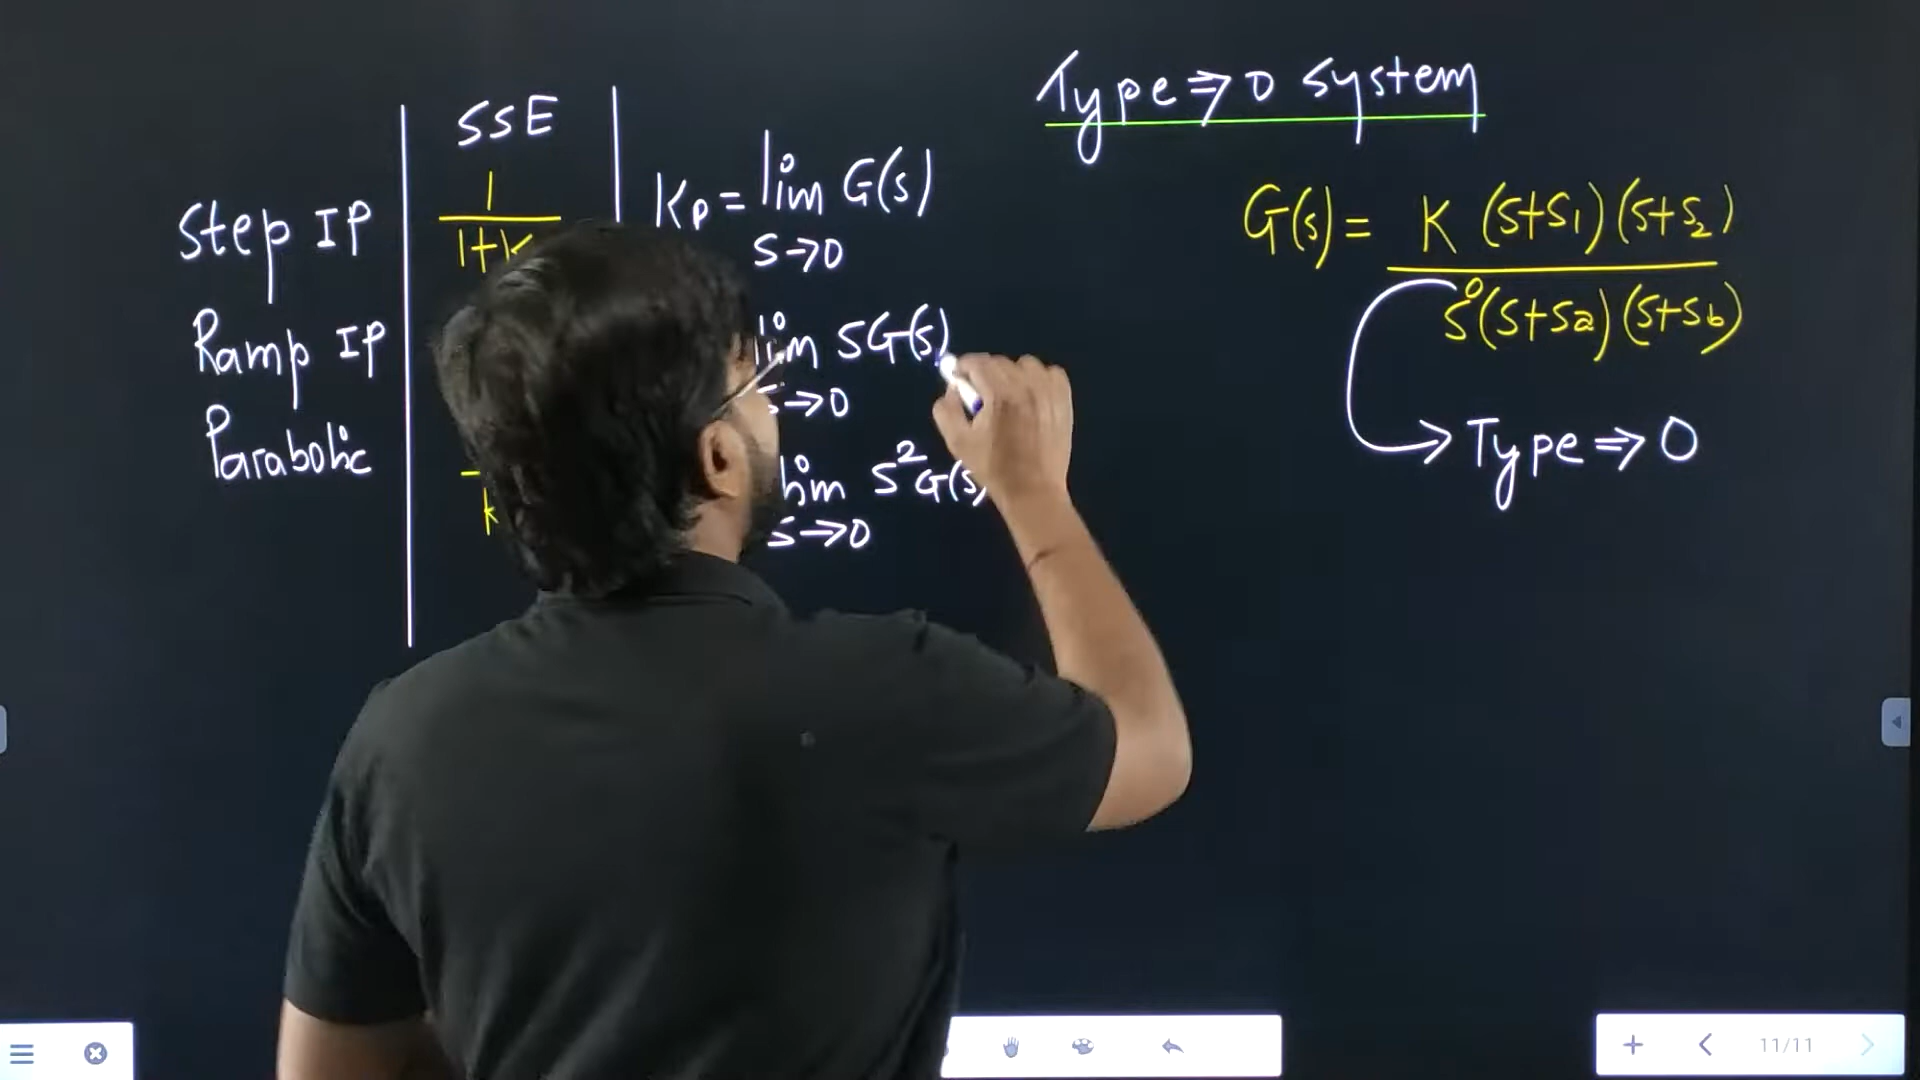 Type ⇒ 0 system
SSE
Step IP
1
1+K
Kp = lim G(s)
S→0
G(s) = K (S+S1) (S+S2)
S⁰(S+Sa) (S+Sb)
Ramp IP
lim SG(s)
S→0
Parabolic
K
lim S²G(s)
S→0
Type ⇒ 0
11/11